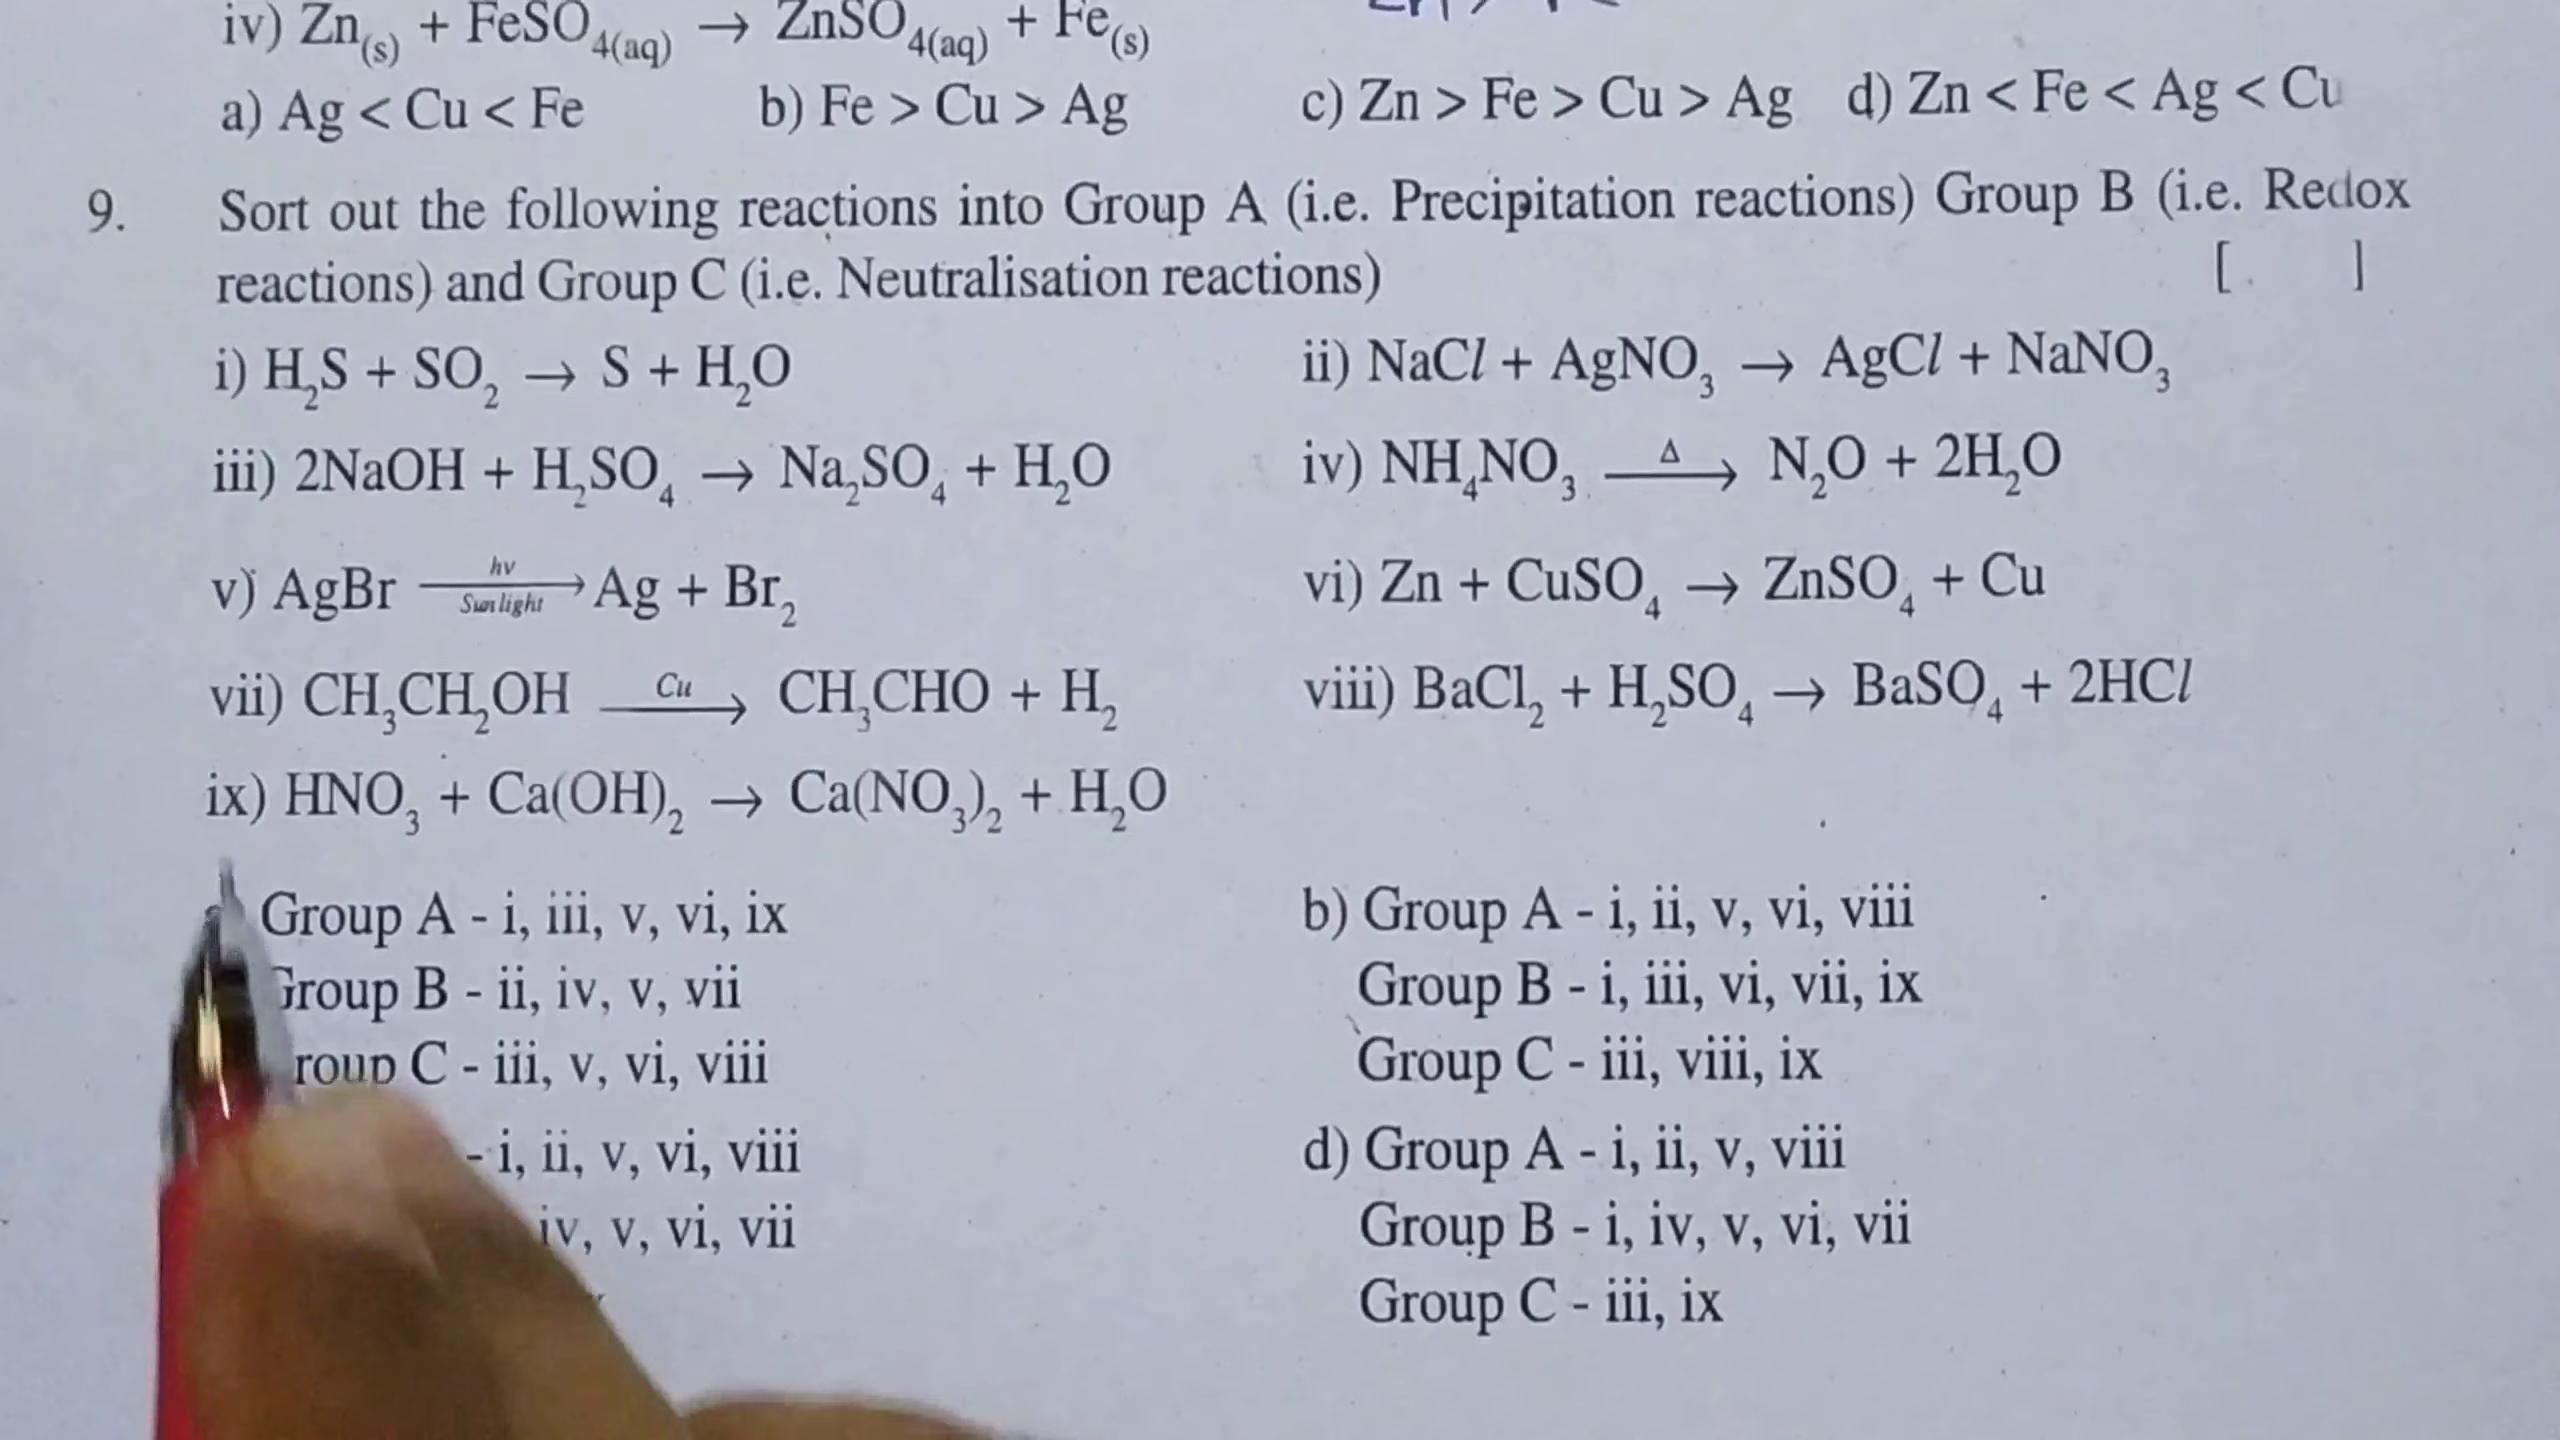 iv) Zn(s) + FeSO4(aq) → ZnSO4(aq) + Fe(s)
a) Ag < Cu < Fe b) Fe > Cu > Ag c) Zn > Fe > Cu > Ag d) Zn < Fe < Ag < Cu
9. Sort out the following reactions into Group A (i.e. Precipitation reactions) Group B (i.e. Redox
reactions) and Group C (i.e. Neutralisation reactions) [ ]
i) H2S + SO2 → S + H2O ii) NaCl + AgNO3 → AgCl + NaNO3
iii) 2NaOH + H2SO4 → Na2SO4 + H2O iv) NH4NO3 —Δ→ N2O + 2H2O
v) AgBr —hν Sunlight→ Ag + Br2 vi) Zn + CuSO4 → ZnSO4 + Cu
vii) CH3CH2OH —Cu→ CH3CHO + H2 viii) BaCl2 + H2SO4 → BaSO4 + 2HCl
ix) HNO3 + Ca(OH)2 → Ca(NO3)2 + H2O
Group A - i, iii, v, vi, ix b) Group A - i, ii, v, vi, viii
Group B - ii, iv, v, vii Group B - i, iii, vi, vii, ix
Group C - iii, v, vi, viii Group C - iii, viii, ix
- i, ii, v, vi, viii d) Group A - i, ii, v, viii
iv, v, vi, vii Group B - i, iv, v, vi, vii
Group C - iii, ix